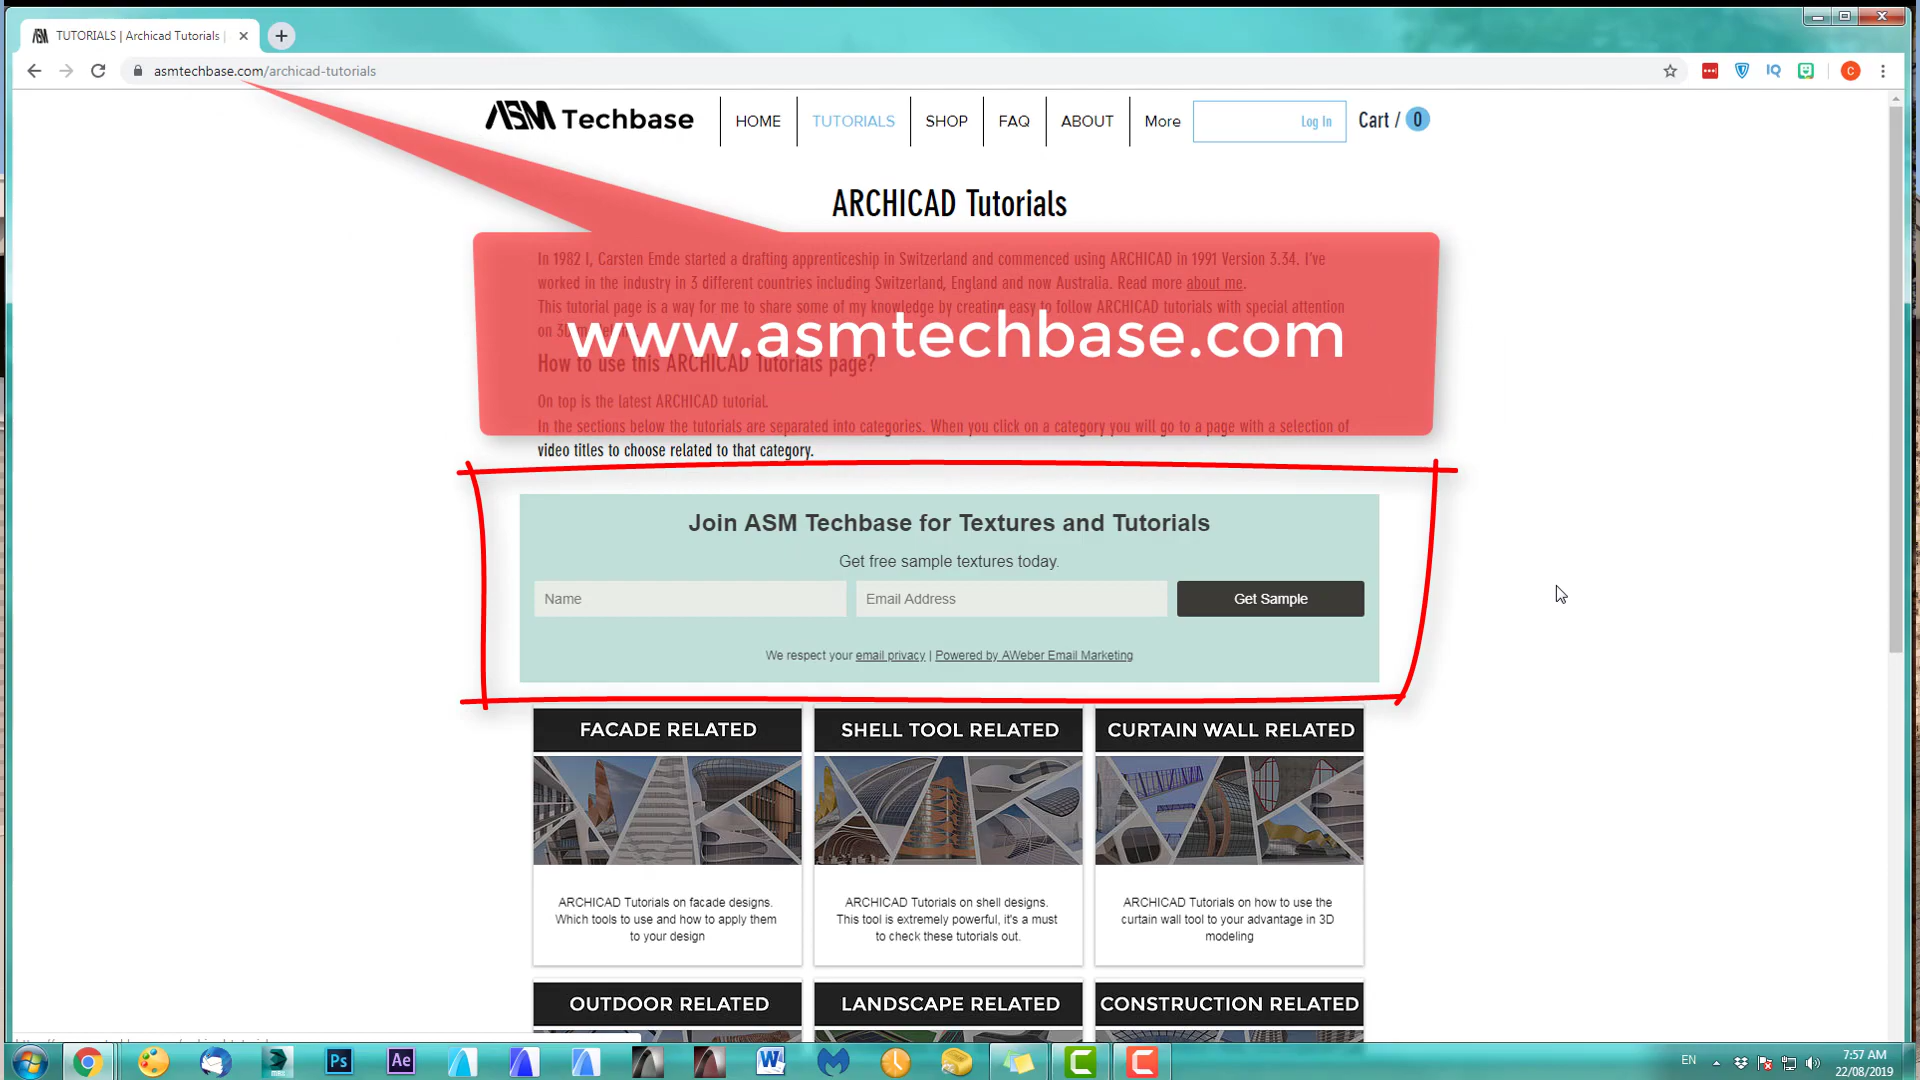 TUTORIALS | Archicad Tutorials |
asmtechbase.com/archicad-tutorials
ASM Techbase
HOME
TUTORIALS
SHOP
FAQ
ABOUT
More
Log In
Cart / 0
ARCHICAD Tutorials
In 1982 I, Carsten Emde started a drafting apprenticeship in Switzerland and commenced using ARCHICAD in 1991 Version 3.34. I've
worked in the industry in 3 different countries including Switzerland, England and now Australia. Read more about me.
This tutorial page is a way for me to share some of my knowledge by creating easy to follow ARCHICAD tutorials with special attention
on
www.asmtechbase.com
How to use this ARCHICAD Tutorials page?
On top is the latest ARCHICAD tutorial.
In the sections below the tutorials are separated into categories. When you click on a category you will go to a page with a selection of
video titles to choose related to that category.
Join ASM Techbase for Textures and Tutorials
Get free sample textures today.
Name
Email Address
Get Sample
We respect your email privacy | Powered by AWeber Email Marketing
FACADE RELATED
SHELL TOOL RELATED
CURTAIN WALL RELATED
ARCHICAD Tutorials on facade designs.
Which tools to use and how to apply them
to your design
ARCHICAD Tutorials on shell designs.
This tool is extremely powerful, it's a must
to check these tutorials out.
ARCHICAD Tutorials on how to use the
curtain wall tool to your advantage in 3D
modeling
OUTDOOR RELATED
LANDSCAPE RELATED
CONSTRUCTION RELATED
Ps
Ae
EN
7:57 AM
22/08/2019